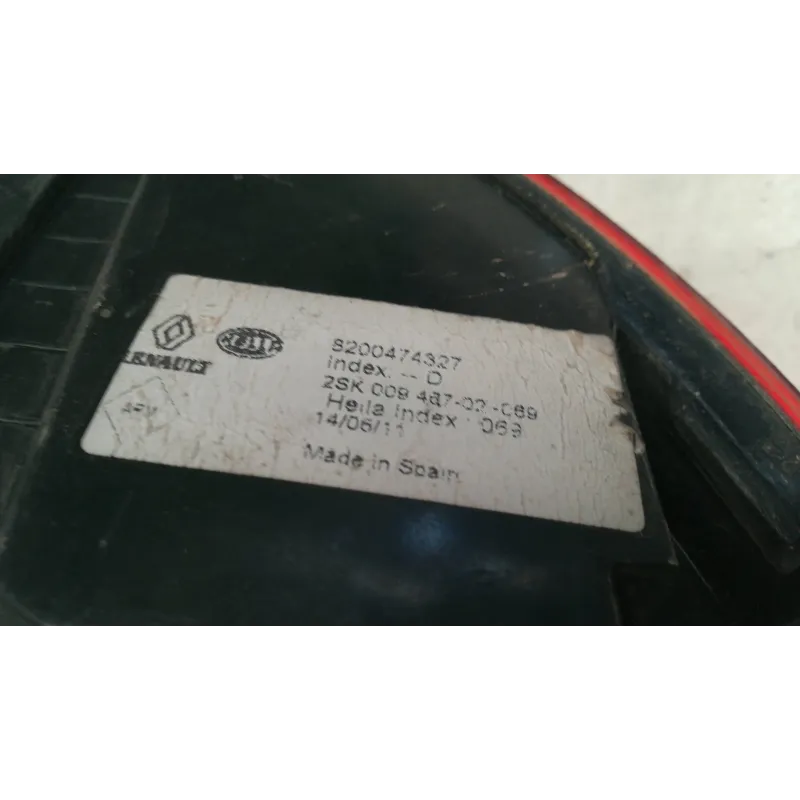 RENAULT
HELLA
8200474327
Index: -- D
2SK 009 487-02 -069
Hella Index 069
14/06/11
Made in Spain